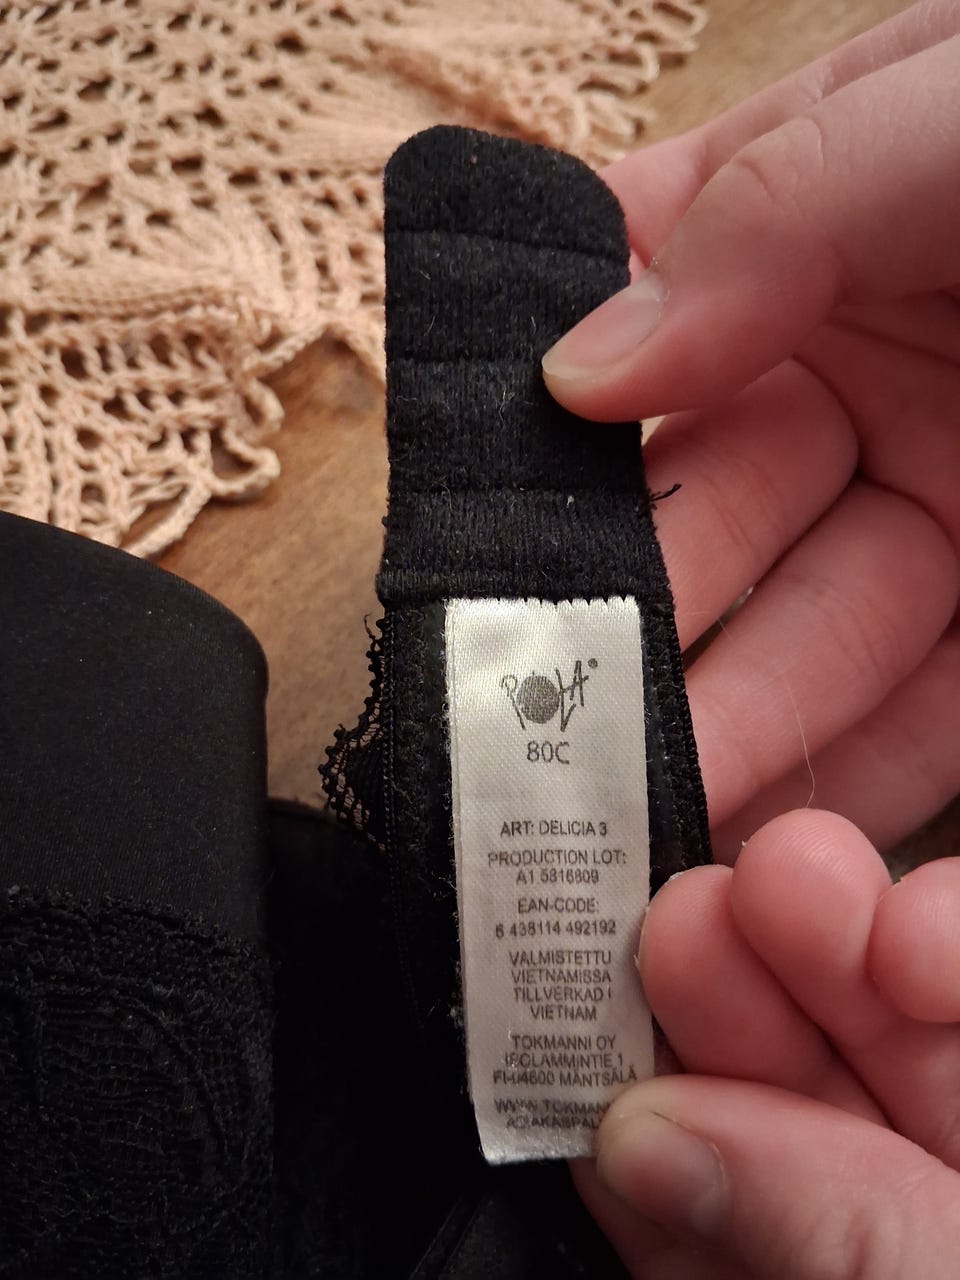 POLA®
80C
ART: DELICIA 3
PRODUCTION LOT:
A1 5816809
EAN-CODE:
6 438114 492192
VALMISTETTU
VIETNAMISSA
TILLVERKAD I
VIETNAM
TOKMANNI OY
ISOLAMMINTIE 1
FI-04600 MÄNTSÄLÄ